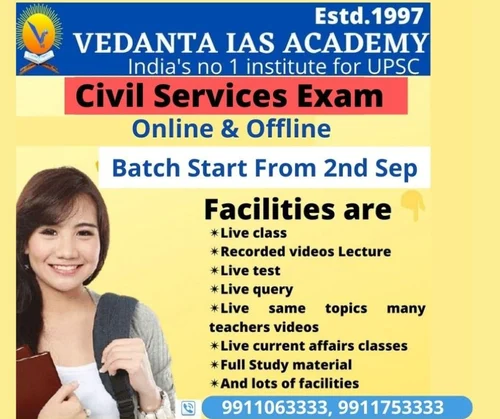 Estd.1997
VEDANTA IAS ACADEMY
India's no 1 institute for UPSC
Civil Services Exam
Online & Offline
Batch Start From 2nd Sep
Facilities are
✴Live class
✴Recorded videos Lecture
✴Live test
✴Live query
✴Live same topics many
teachers videos
✴Live current affairs classes
✴Full Study material
✴And lots of facilities
9911063333, 9911753333